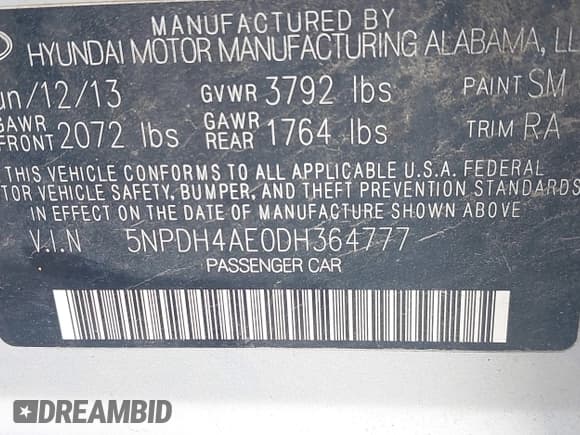 MANUFACTURED BY
HYUNDAI MOTOR MANUFACTURING ALABAMA, LL
un/12/13 GVWR 3792 lbs PAINT SM
GAWR FRONT 2072 lbs GAWR REAR 1764 lbs TRIM RA
THIS VEHICLE CONFORMS TO ALL APPLICABLE U.S.A. FEDERAL
TOR VEHICLE SAFETY, BUMPER, AND THEFT PREVENTION STANDARDS
IN EFFECT ON THE DATE OF MANUFACTURE SHOWN ABOVE
V.I.N 5NPDH4AE0DH364777
PASSENGER CAR
DREAMBID